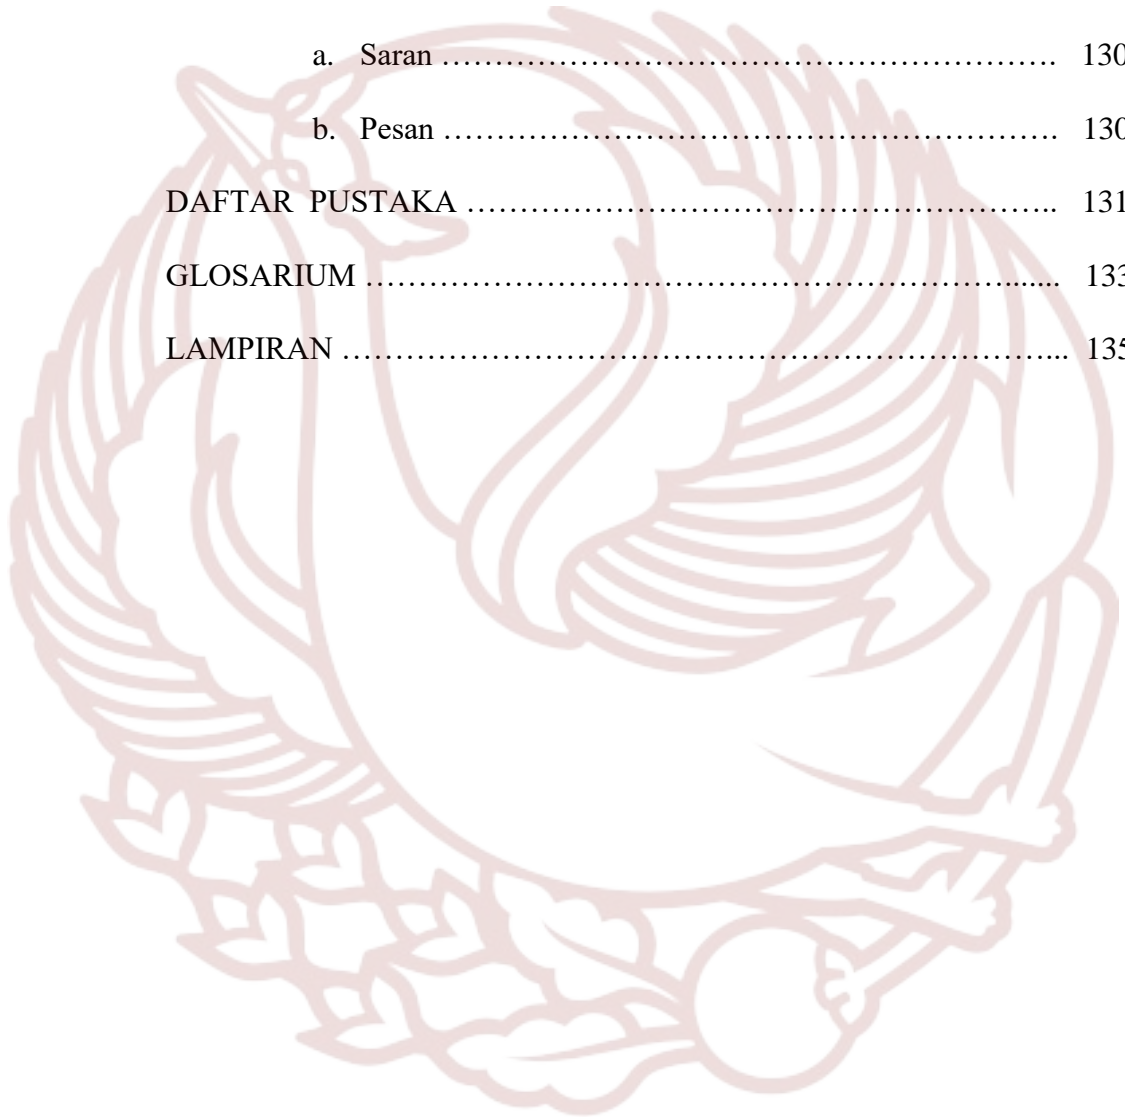 a. Saran …………………………………………………. 130
b. Pesan …………………………………………………. 130
DAFTAR PUSTAKA ……………………………………………….. 131
GLOSARIUM …………………………………………………....... 133
LAMPIRAN …………………………………………………………... 135